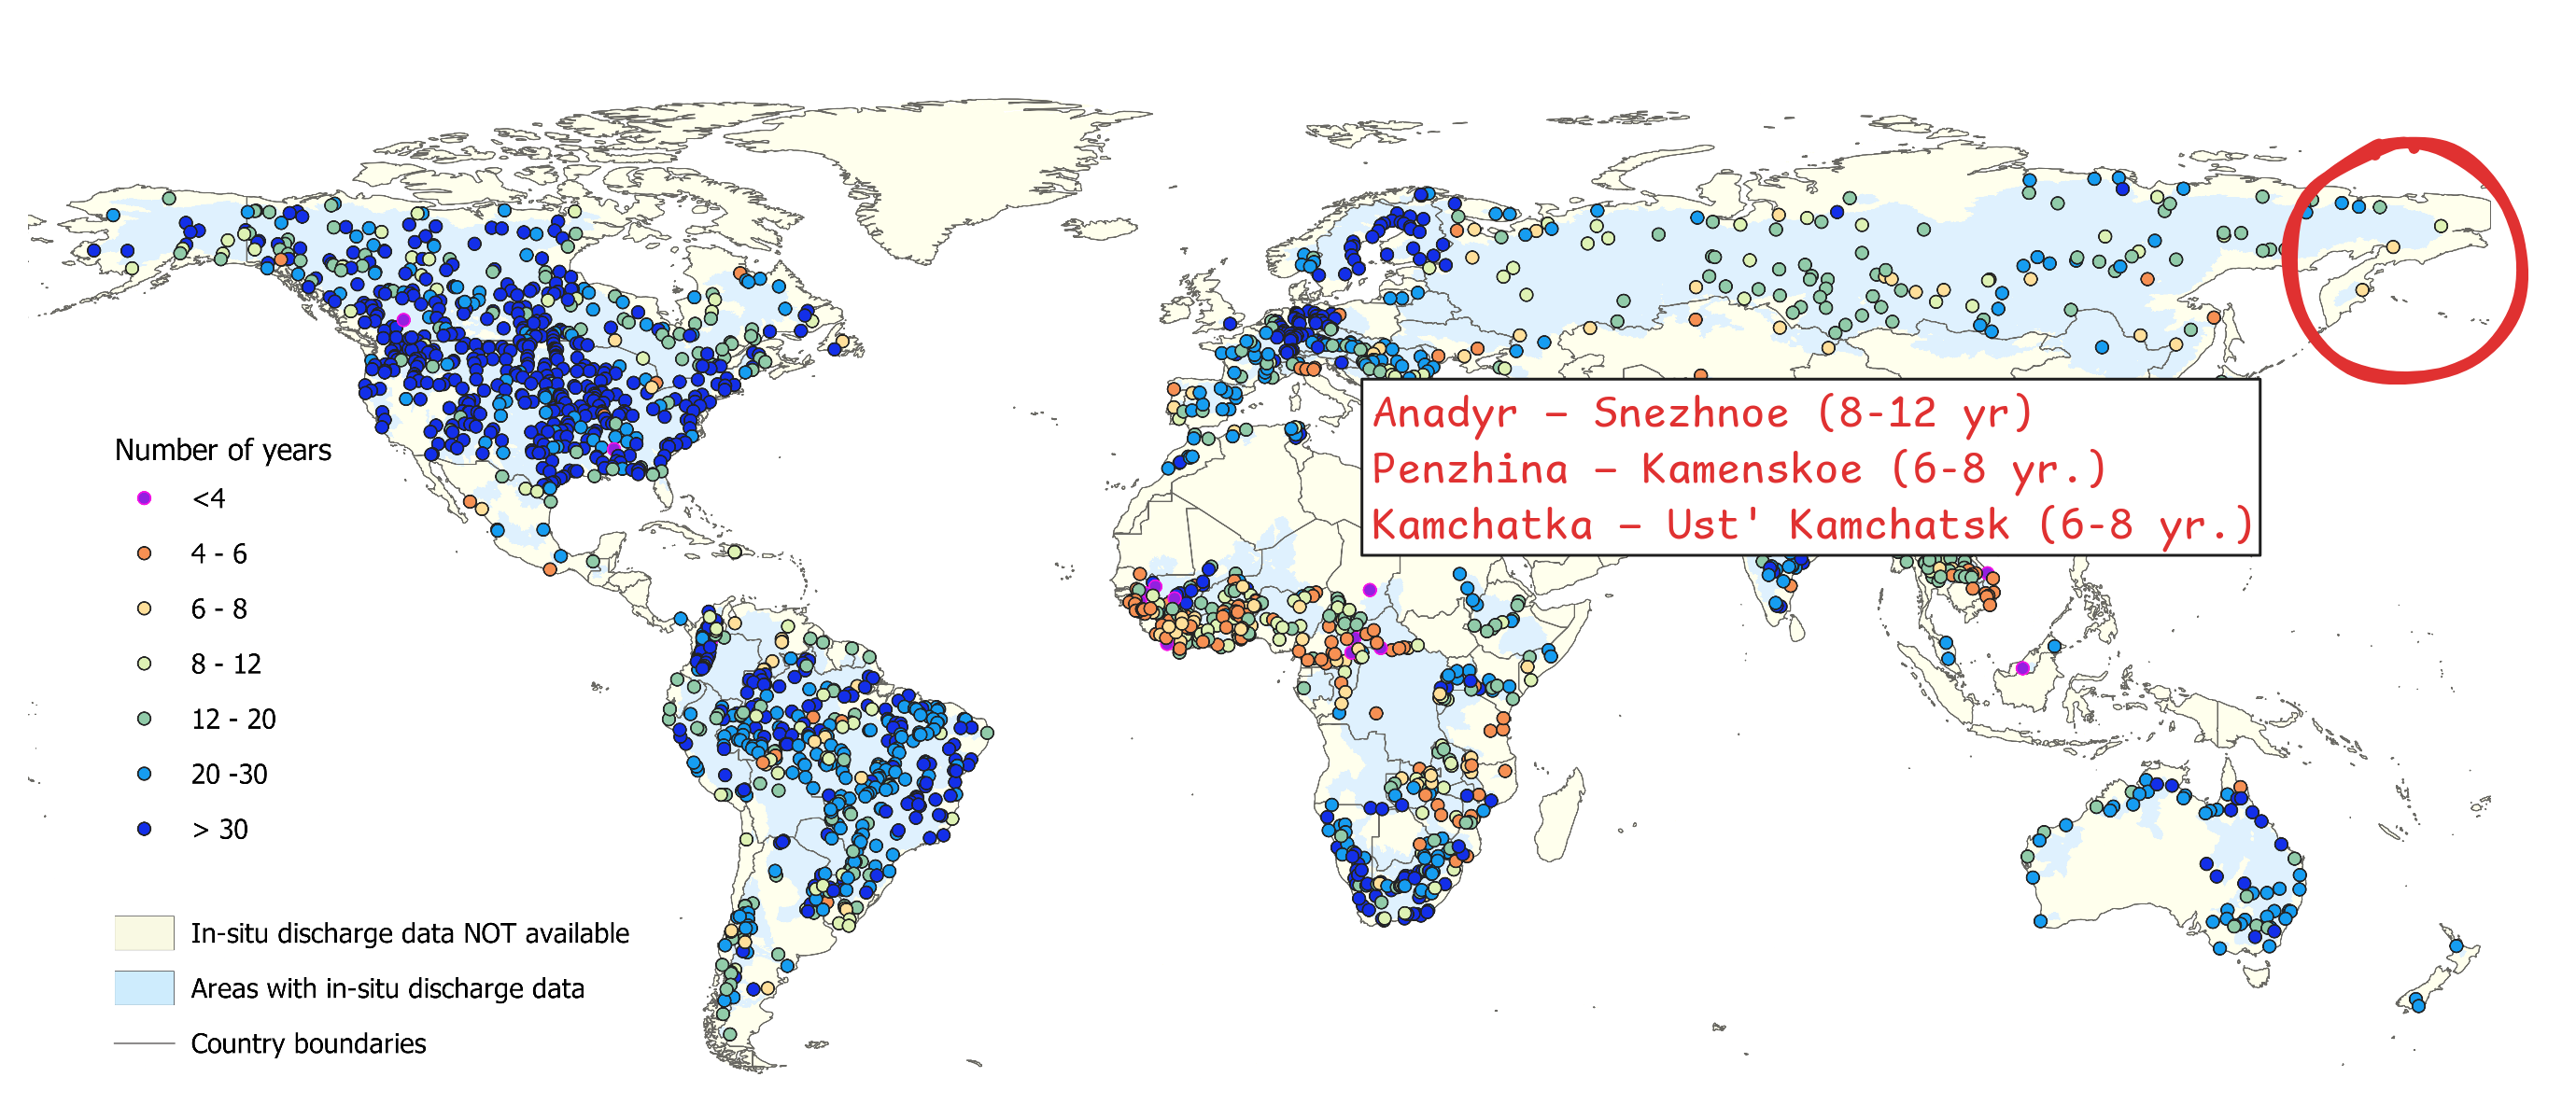 Anadyr – Snezhnoe (8-12 yr)
Penzhina – Kamenskoe (6-8 yr.)
Kamchatka – Ust' Kamchatsk (6-8 yr.)
Number of years
<4
4 - 6
6 - 8
8 - 12
12 - 20
20 -30
> 30
In-situ discharge data NOT available
Areas with in-situ discharge data
Country boundaries